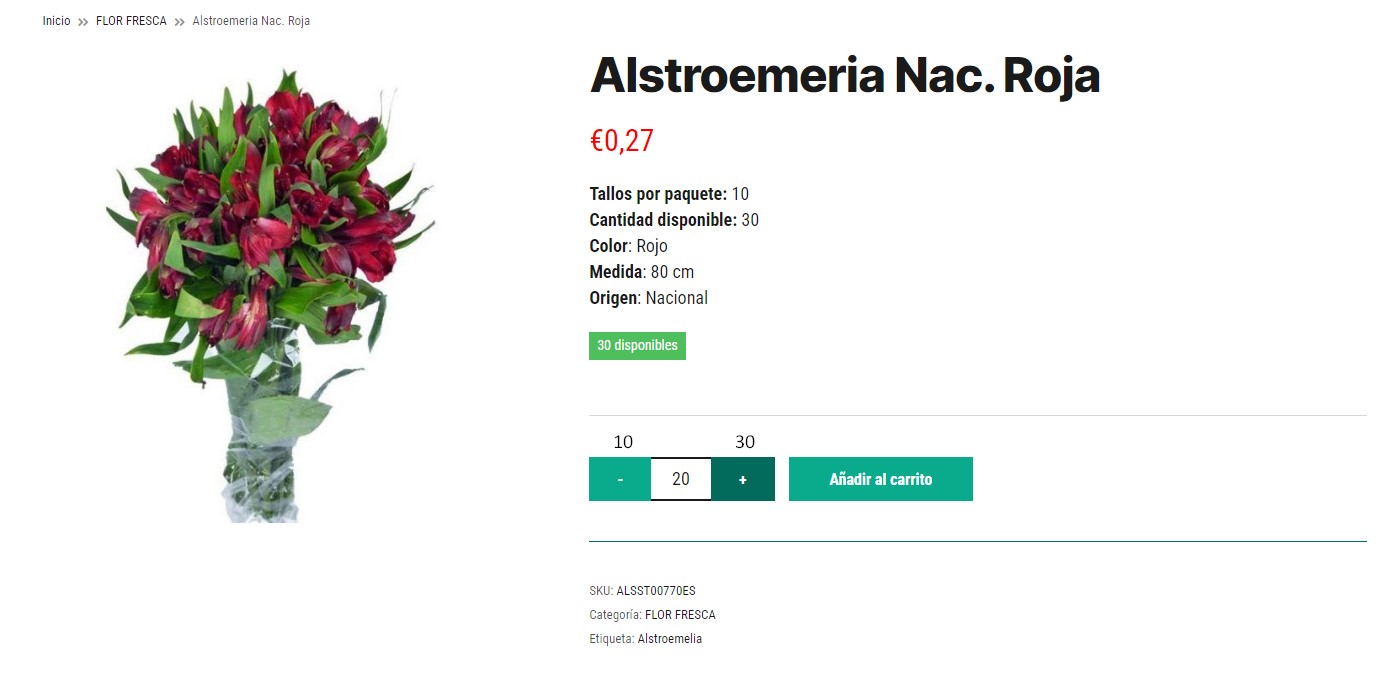 Inicio » FLOR FRESCA » Alstroemeria Nac. Roja
Alstroemeria Nac. Roja
€0,27
Tallos por paquete: 10
Cantidad disponible: 30
Color: Rojo
Medida: 80 cm
Origen: Nacional
30 disponibles
10 30
- 20 + Añadir al carrito
SKU: ALSST00770ES
Categoría: FLOR FRESCA
Etiqueta: Alstroemelia